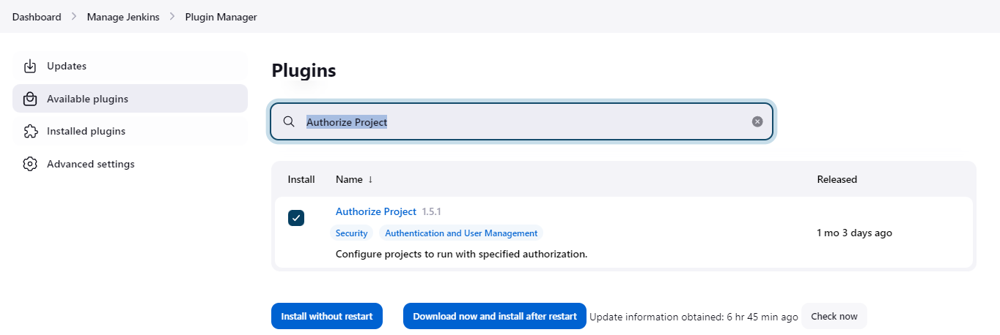 Dashboard > Manage Jenkins > Plugin Manager
Updates
Available plugins
Installed plugins
Advanced settings
Plugins
Authorize Project
Install Name ↓ Released
Authorize Project 1.5.1
Security Authentication and User Management
1 mo 3 days ago
Configure projects to run with specified authorization.
Install without restart Download now and install after restart Update information obtained: 6 hr 45 min ago Check now